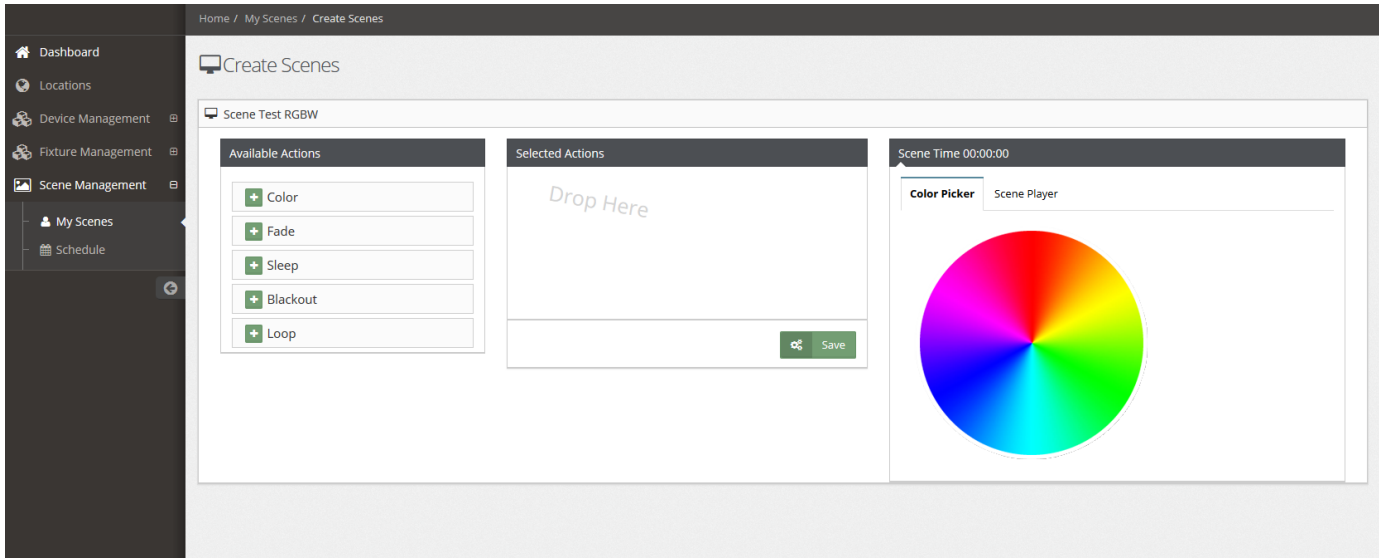 Home / My Scenes / Create Scenes
Dashboard
Locations
Device Management
Fixture Management
Scene Management
My Scenes
Schedule
Create Scenes
Scene Test RGBW
Available Actions
Color
Fade
Sleep
Blackout
Loop
Selected Actions
Drop Here
Save
Scene Time 00:00:00
Color Picker
Scene Player